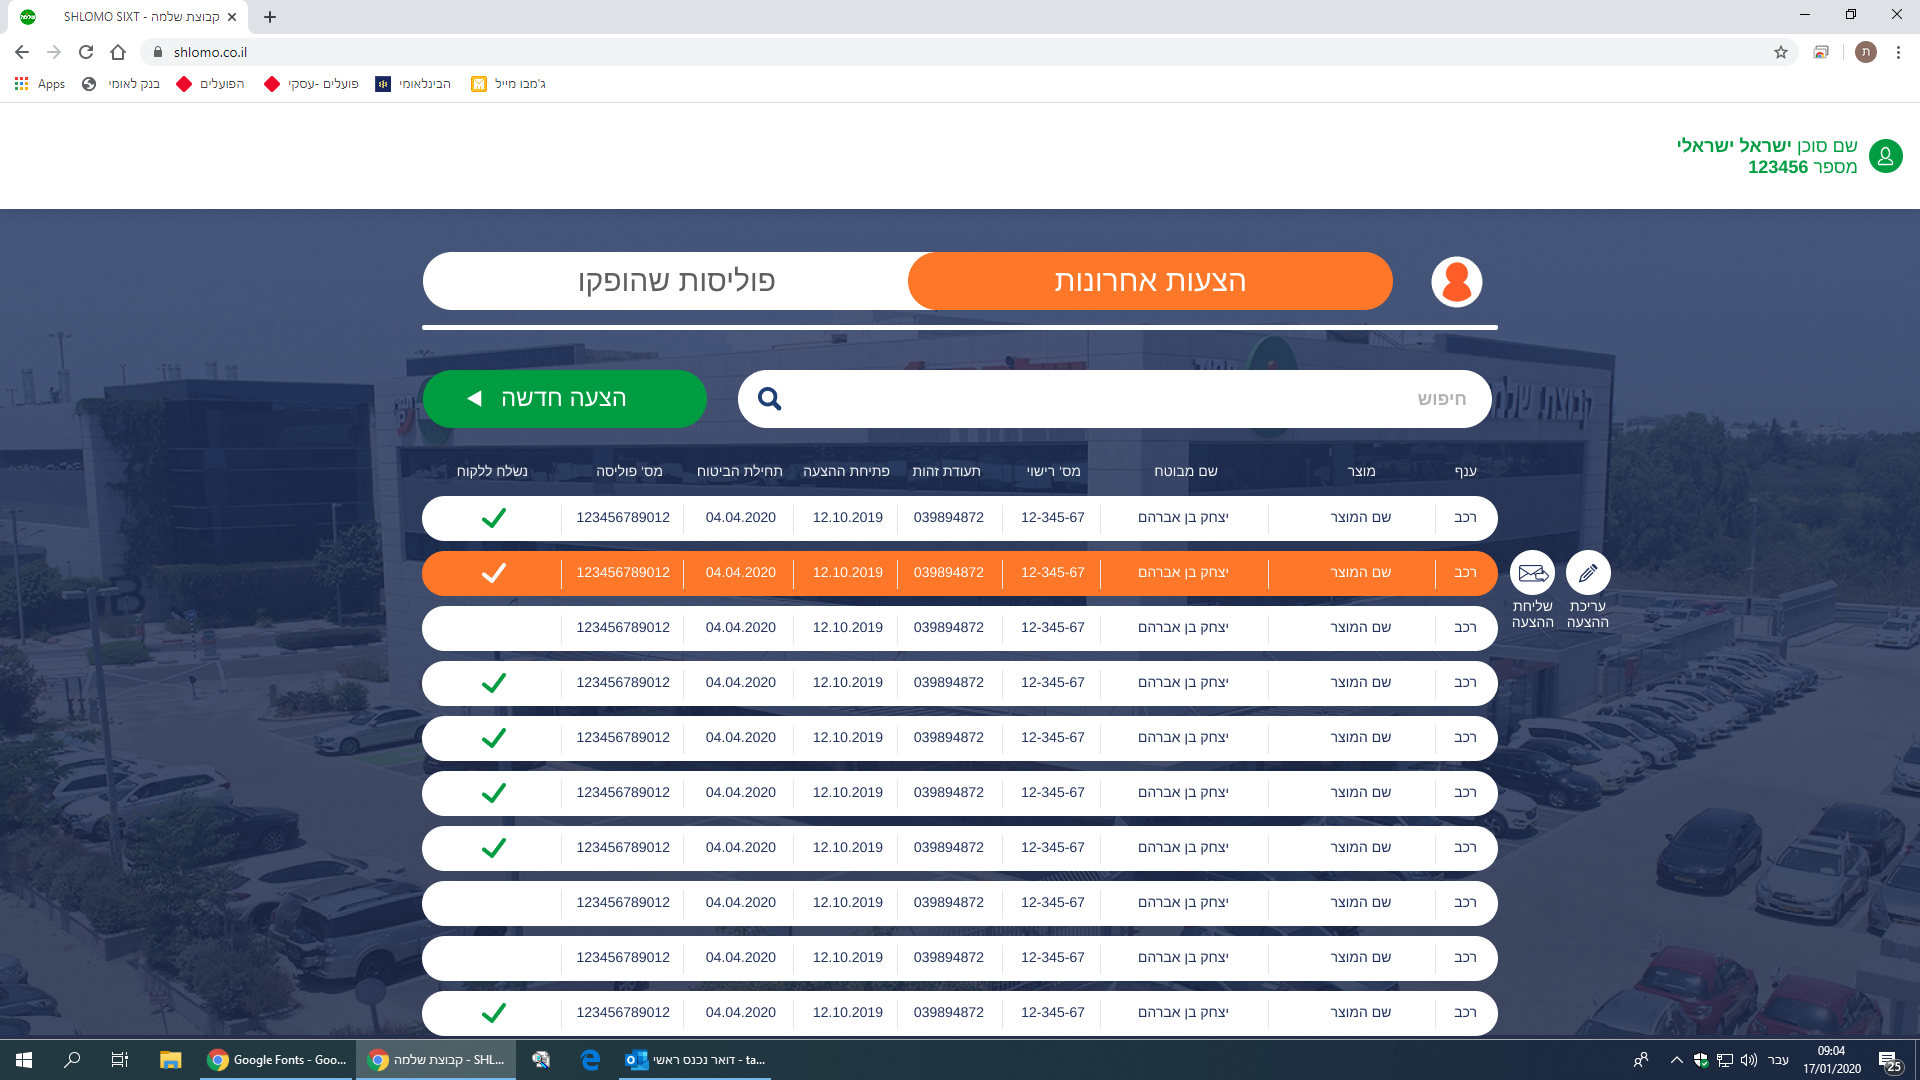 קבוצת שלמה - SHLOMO SIXT
shlomo.co.il
ת
Apps
בנק לאומי
הפועלים
פועלים -עסקי
הבינלאומי
ג'מבו מייל
שם סוכן ישראל ישראלי
מספר 123456
הצעות אחרונות
פוליסות שהופקו
חיפוש
הצעה חדשה
ענף מוצר שם מבוטח מס' רישוי תעודת זהות פתיחת ההצעה תחילת הביטוח מס' פוליסה נשלח ללקוח
רכב שם המוצר יצחק בן אברהם 12-345-67 039894872 12.10.2019 04.04.2020 123456789012
רכב שם המוצר יצחק בן אברהם 12-345-67 039894872 12.10.2019 04.04.2020 123456789012
עריכת ההצעה
שליחת ההצעה
רכב שם המוצר יצחק בן אברהם 12-345-67 039894872 12.10.2019 04.04.2020 123456789012
רכב שם המוצר יצחק בן אברהם 12-345-67 039894872 12.10.2019 04.04.2020 123456789012
רכב שם המוצר יצחק בן אברהם 12-345-67 039894872 12.10.2019 04.04.2020 123456789012
רכב שם המוצר יצחק בן אברהם 12-345-67 039894872 12.10.2019 04.04.2020 123456789012
רכב שם המוצר יצחק בן אברהם 12-345-67 039894872 12.10.2019 04.04.2020 123456789012
רכב שם המוצר יצחק בן אברהם 12-345-67 039894872 12.10.2019 04.04.2020 123456789012
רכב שם המוצר יצחק בן אברהם 12-345-67 039894872 12.10.2019 04.04.2020 123456789012
רכב שם המוצר יצחק בן אברהם 12-345-67 039894872 12.10.2019 04.04.2020 123456789012
Google Fonts - Goo...
קבוצת שלמה - SHL...
דואר נכנס ראשי - ta...
עבר
09:04
17/01/2020
25